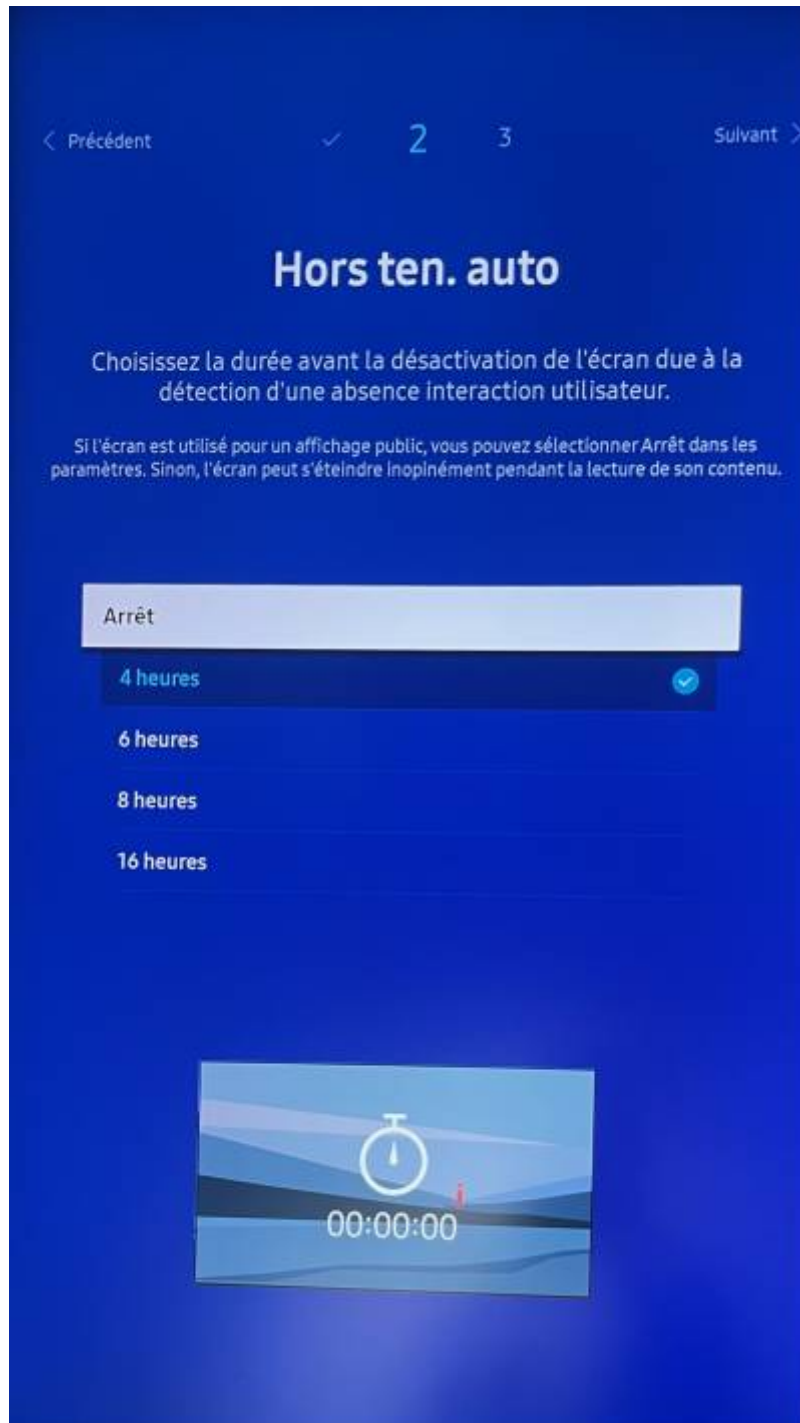 Précédent
2
3
Suivant
Hors ten. auto
Choisissez la durée avant la désactivation de l'écran due à la
détection d'une absence interaction utilisateur.
Si l'écran est utilisé pour un affichage public, vous pouvez sélectionner Arrêt dans les
paramètres. Sinon, l'écran peut s'éteindre inopinément pendant la lecture de son contenu.
Arrêt
4 heures
6 heures
8 heures
16 heures
i
00:00:00